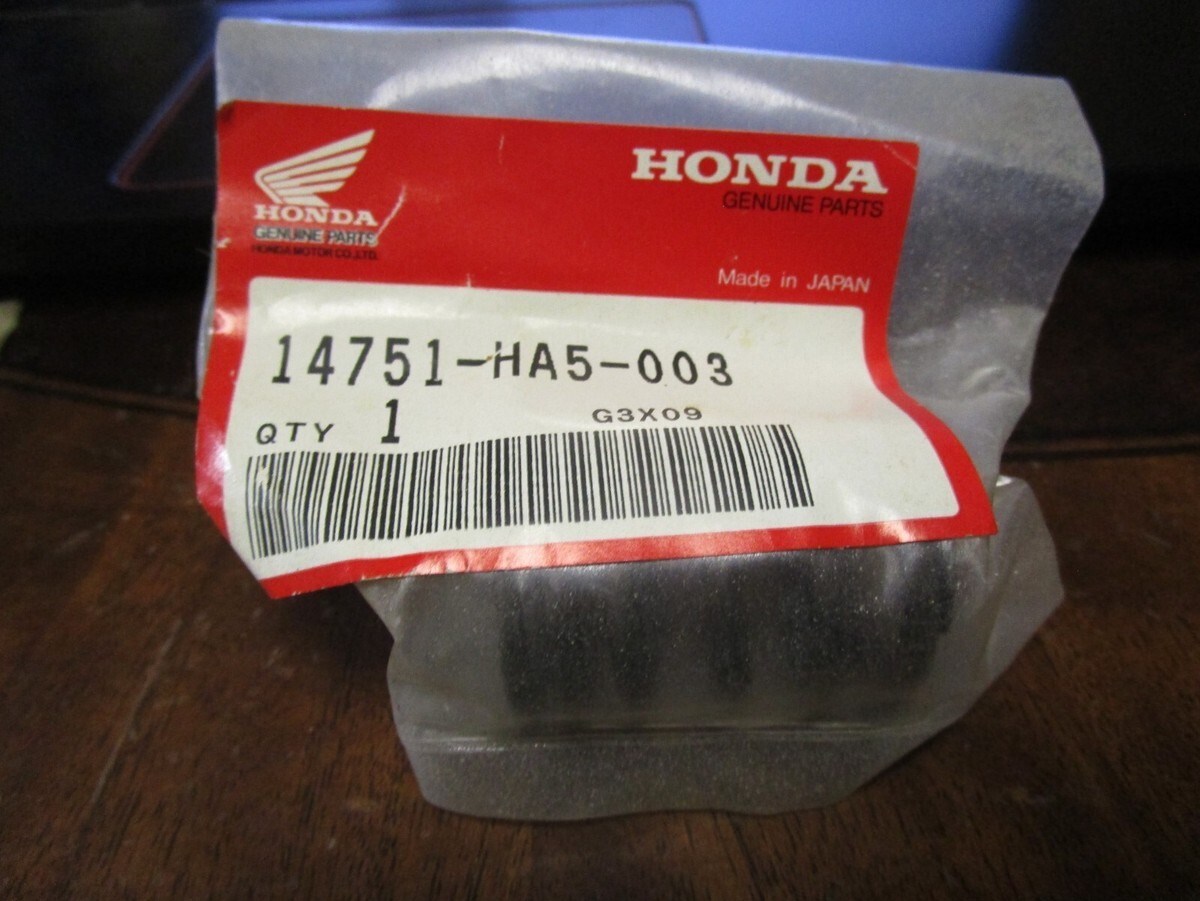 HONDA
GENUINE PARTS
HONDA MOTOR CO., LTD.
HONDA
GENUINE PARTS
Made in JAPAN
14751-HA5-003
QTY 1 G3X09